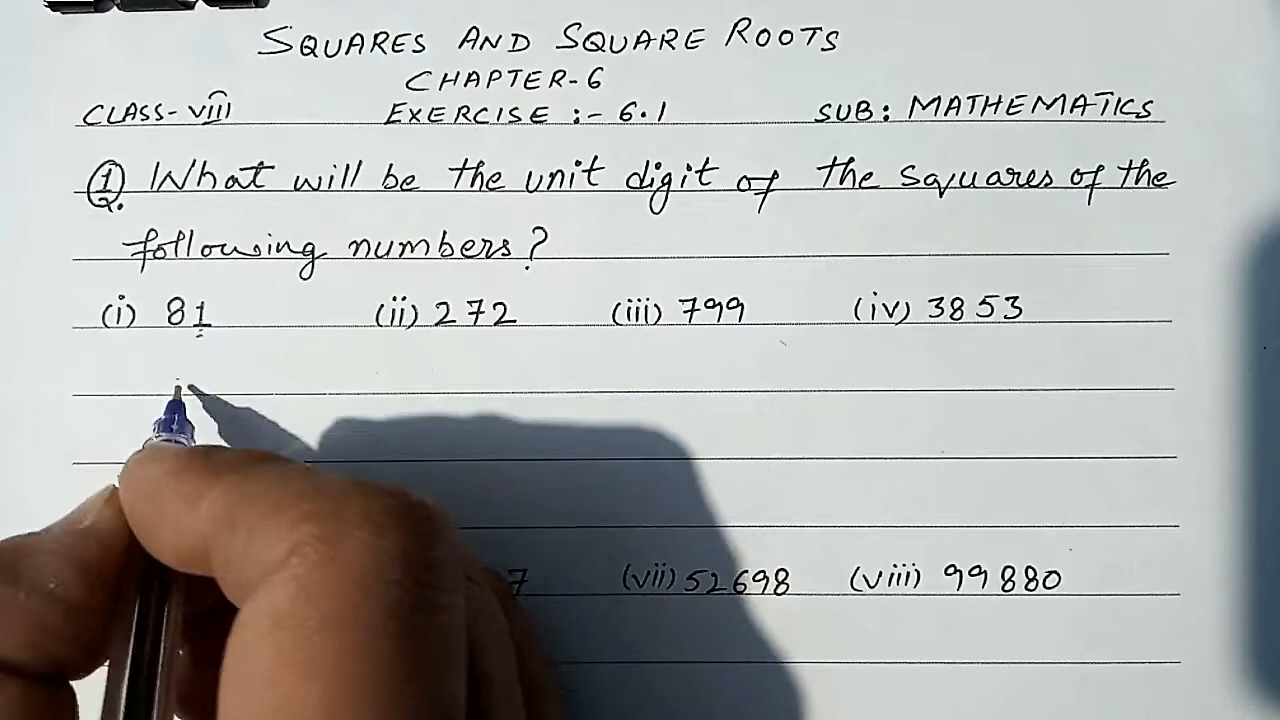 SQUARES AND SQUARE ROOTS
CHAPTER-6
CLASS-VIII EXERCISE :- 6.1 SUB: MATHEMATICS
Q.1 What will be the unit digit of the squares of the
following numbers?
(i) 81 (ii) 272 (iii) 799 (iv) 3853
7 (vii) 52698 (viii) 99880